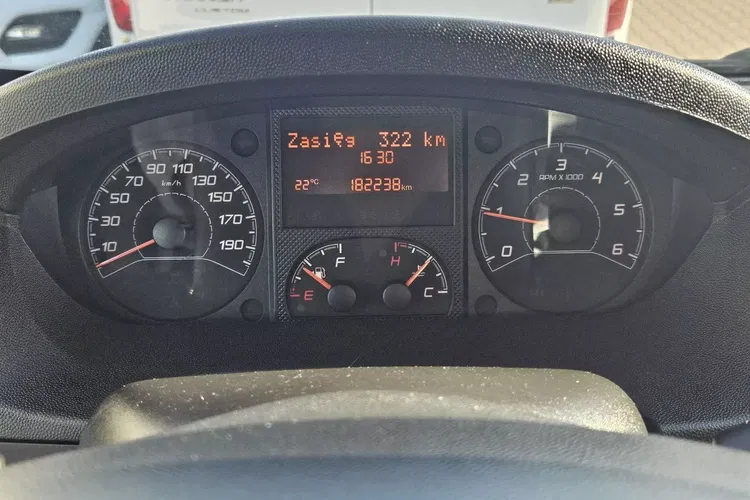 CUSTOM
Zasięg 322 km
16:30
22°C 182238 km
10 30 50 70 90 110 130 150 170 190
km/h
E F
H C
0 1 2 3 4 5 6
RPM X 1000